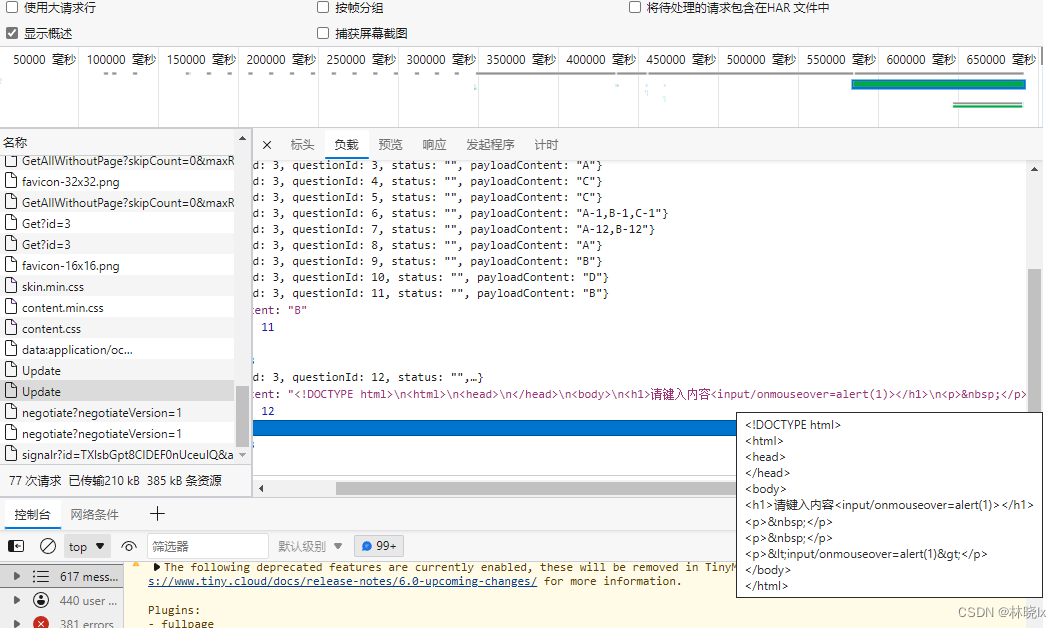 使用大请求行
按帧分组
将待处理的请求包含在HAR 文件中
显示概述
捕获屏幕截图
50000 毫秒 100000 毫秒 150000 毫秒 200000 毫秒 250000 毫秒 300000 毫秒 350000 毫秒 400000 毫秒 450000 毫秒 500000 毫秒 550000 毫秒 600000 毫秒 650000 毫秒
名称
GetAllWithoutPage?skipCount=0&maxR
favicon-32x32.png
GetAllWithoutPage?skipCount=0&maxR
Get?id=3
Get?id=3
favicon-16x16.png
skin.min.css
content.min.css
content.css
data:application/oc...
Update
Update
negotiate?negotiateVersion=1
negotiate?negotiateVersion=1
signalr?id=TXlsbGpt8CIDEF0nUceuIQ&a
77 次请求 已传输210 kB 385 kB 条资源
标头 负载 预览 响应 发起程序 计时
d: 3, questionId: 3, status: "", payloadContent: "A"}
d: 3, questionId: 4, status: "", payloadContent: "C"}
d: 3, questionId: 5, status: "", payloadContent: "C"}
d: 3, questionId: 6, status: "", payloadContent: "A-1,B-1,C-1"}
d: 3, questionId: 7, status: "", payloadContent: "A-12,B-12"}
d: 3, questionId: 8, status: "", payloadContent: "A"}
d: 3, questionId: 9, status: "", payloadContent: "B"}
d: 3, questionId: 10, status: "", payloadContent: "D"}
d: 3, questionId: 11, status: "", payloadContent: "B"}
ent: "B"
11
d: 3, questionId: 12, status: "",…}
ent: "<!DOCTYPE html>\n<html>\n<head>\n</head>\n<body>\n<h1>请键入内容<input/onmouseover=alert(1)></h1>\n<p>&nbsp;</p>
12
<!DOCTYPE html>
<html>
<head>
</head>
<body>
<h1>请键入内容<input/onmouseover=alert(1)></h1>
<p>&nbsp;</p>
<p>&nbsp;</p>
<p>&lt;input/onmouseover=alert(1)&gt;</p>
</body>
</html>
控制台 网络条件
top 筛选器 默认级别 99+
617 mess...
440 user ...
381 errors
The following deprecated features are currently enabled, these will be removed in TinyM
s://www.tiny.cloud/docs/release-notes/6.0-upcoming-changes/ for more information.
Plugins:
- fullpage
CSDN @林晓lx